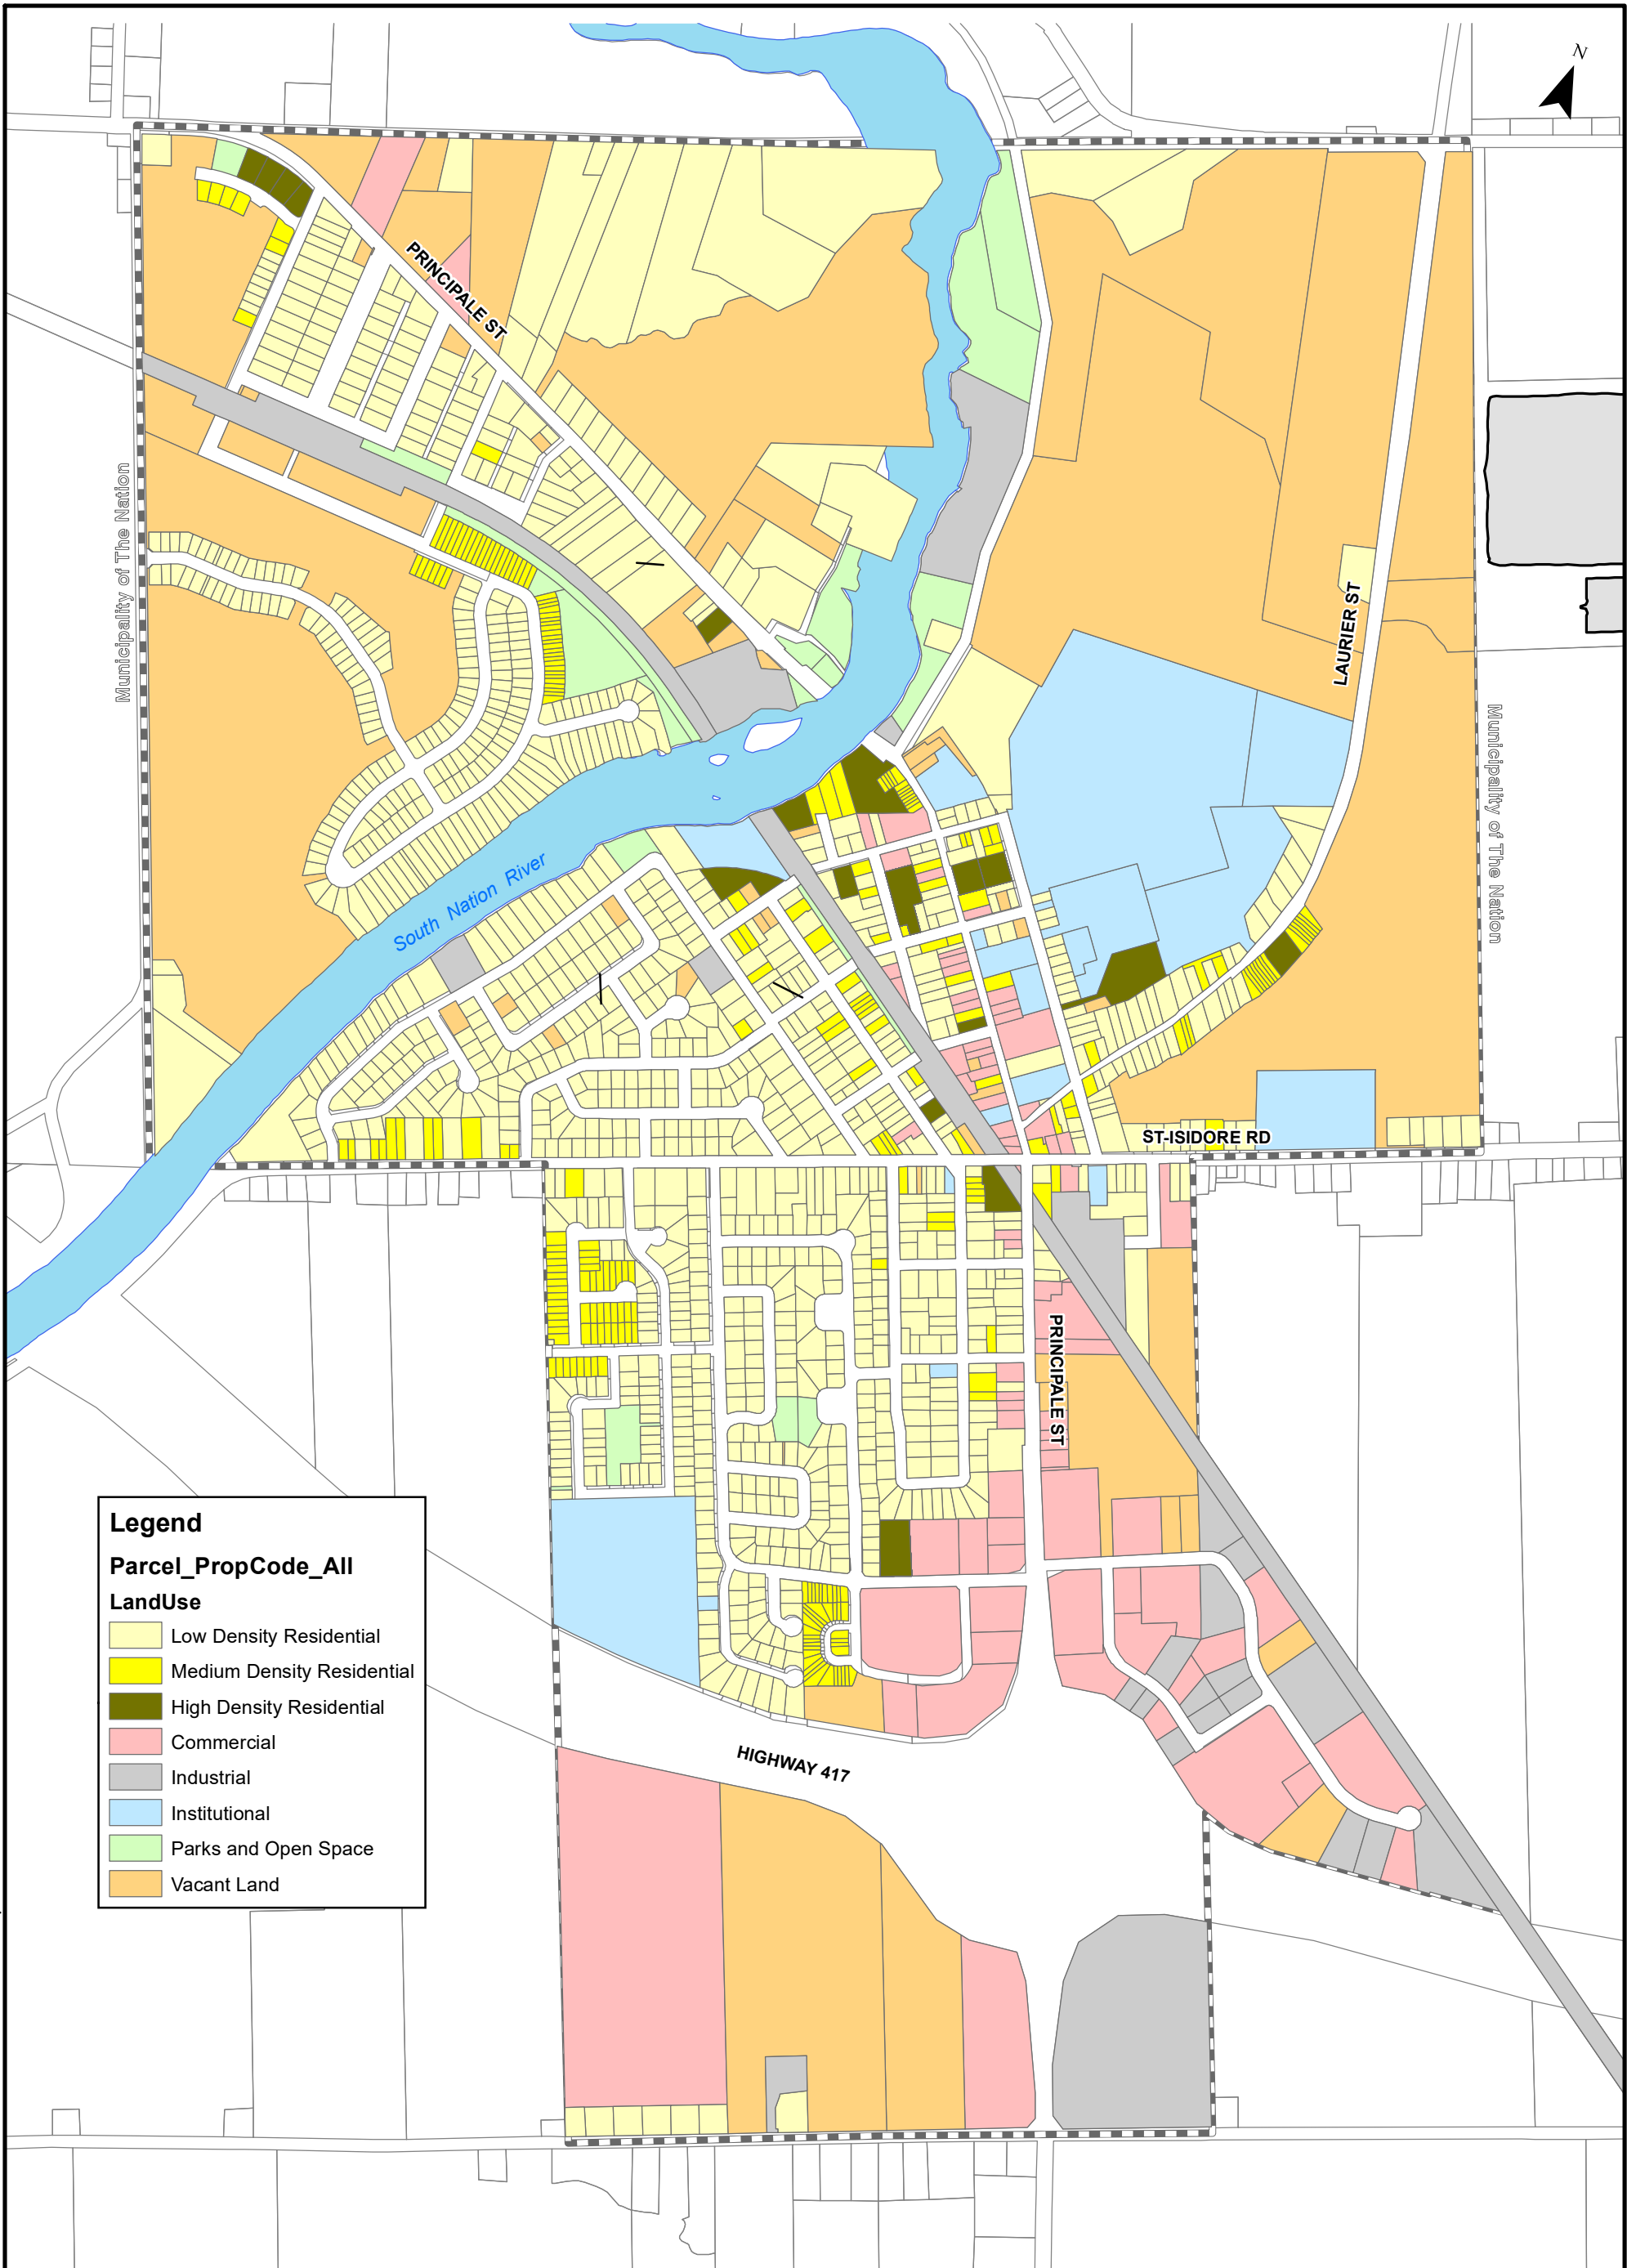 N
PRINCIPALE ST
Municipality of The Nation
LAURIER ST
Municipality of The Nation
South Nation River
ST-ISIDORE RD
PRINCIPALE ST
Legend
Parcel_PropCode_All
LandUse
Low Density Residential
Medium Density Residential
High Density Residential
Commercial
Industrial
Institutional
Parks and Open Space
Vacant Land
HIGHWAY 417